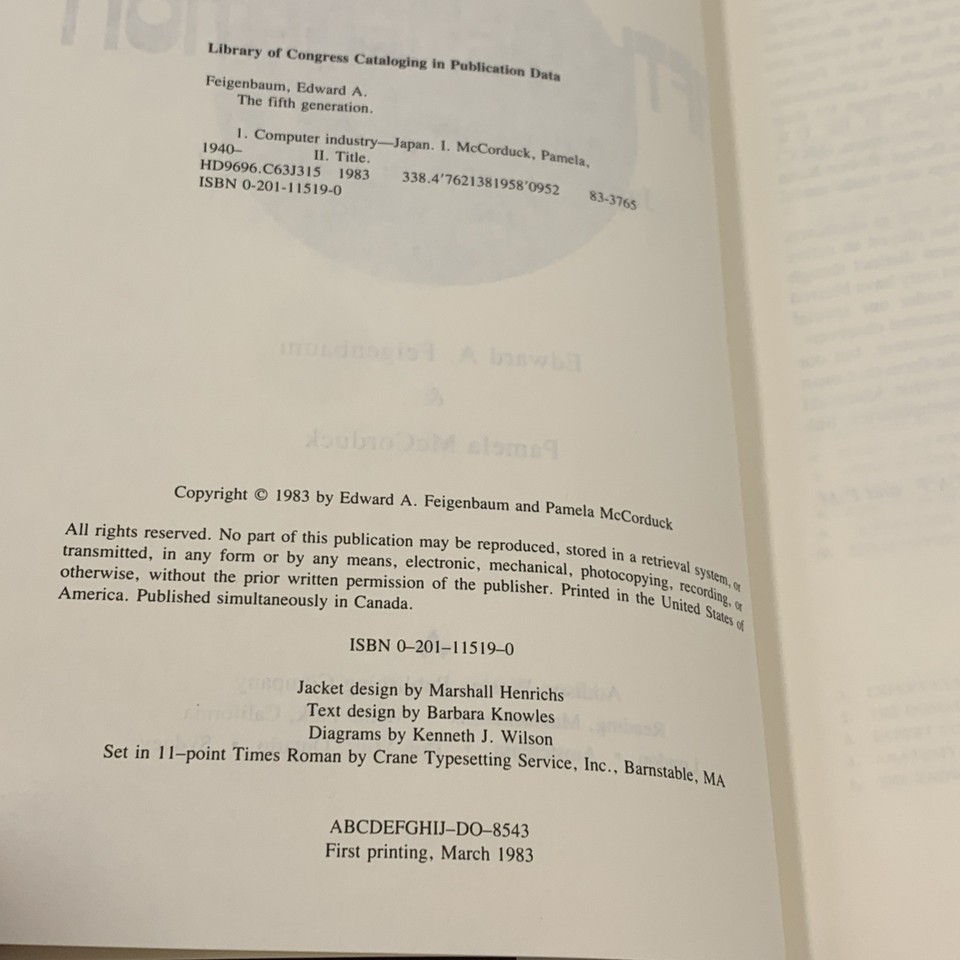 Library of Congress Cataloging in Publication Data
Feigenbaum, Edward A.
The fifth generation.
1. Computer industry—Japan. I. McCorduck, Pamela,
1940– II. Title.
HD9696.C63J315 1983 338.4'7621381958'0952 83-3765
ISBN 0-201-11519-0
Edward A Feigenbaum
&
Pamela McCorduck
Copyright © 1983 by Edward A. Feigenbaum and Pamela McCorduck
All rights reserved. No part of this publication may be reproduced, stored in a retrieval system, or
transmitted, in any form or by any means, electronic, mechanical, photocopying, recording, or
otherwise, without the prior written permission of the publisher. Printed in the United States of
America. Published simultaneously in Canada.
ISBN 0–201–11519–0
Jacket design by Marshall Henrichs
Text design by Barbara Knowles
Diagrams by Kenneth J. Wilson
Set in 11–point Times Roman by Crane Typesetting Service, Inc., Barnstable, MA
ABCDEFGHIJ–DO–8543
First printing, March 1983